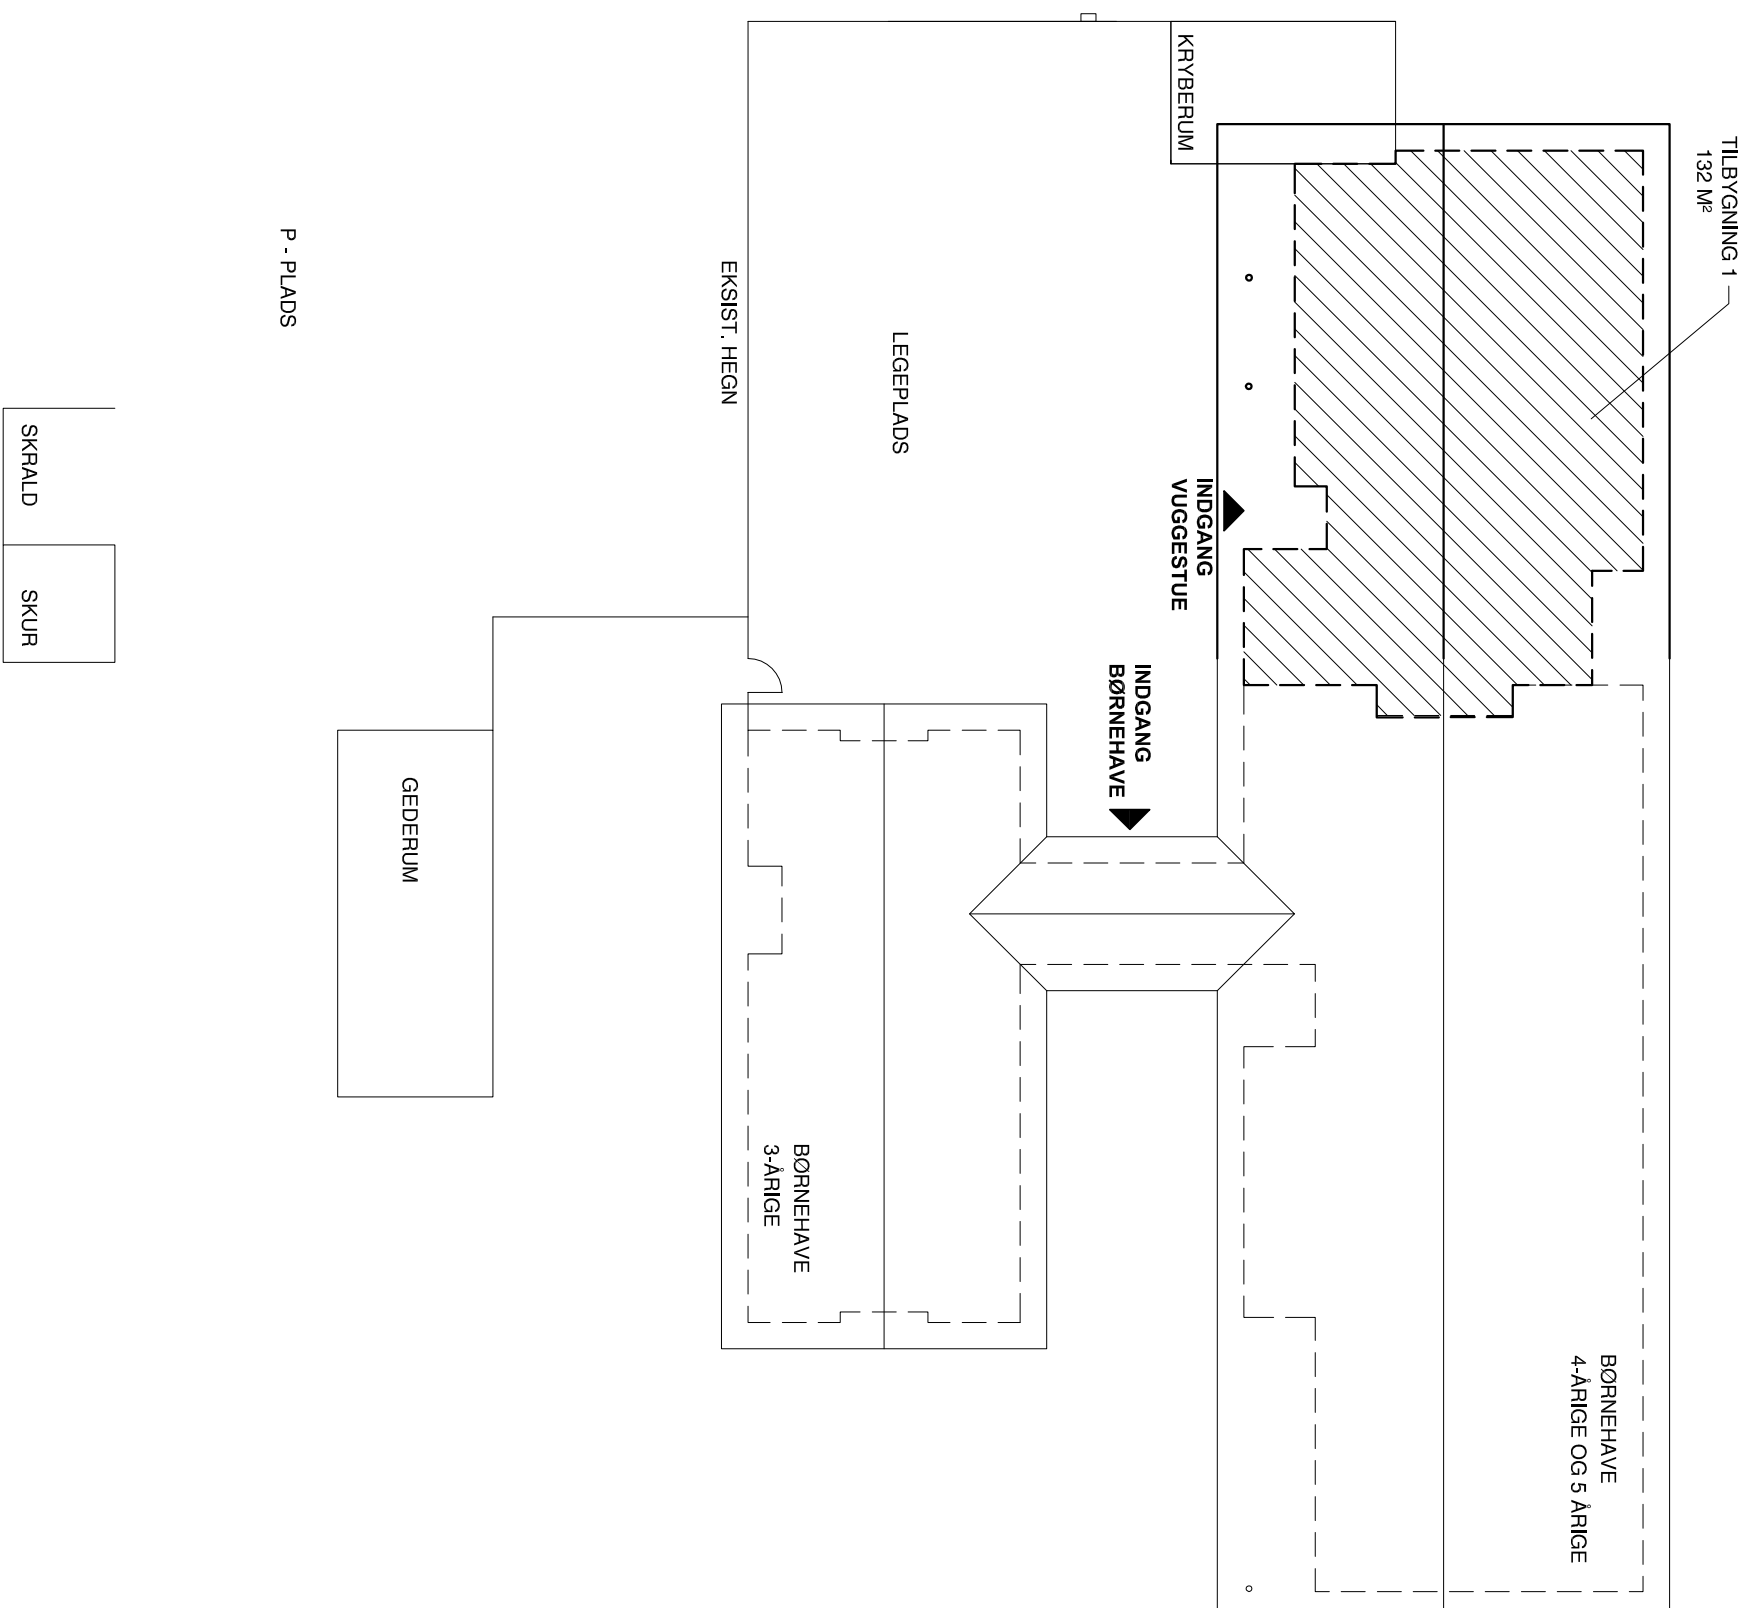 TILBYGNING 1
132 M²
KRYBERUM
P - PLADS
EKSIST. HEGN
LEGEPLADS
INDGANG
VUGGESTUE
SKRALD
SKUR
INDGANG
BØRNEHAVE
GEDERUM
BØRNEHAVE
3-ÅRIGE
BØRNEHAVE
4-ÅRIGE OG 5 ÅRIGE